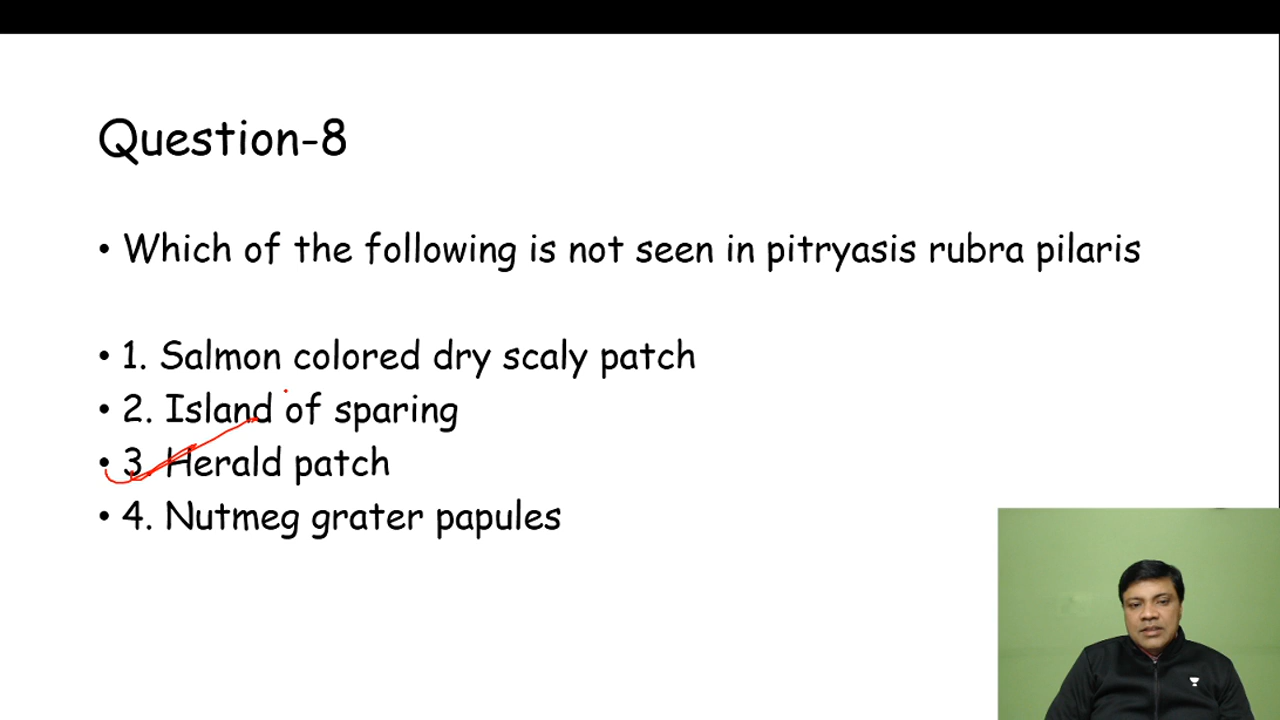 Question-8
• Which of the following is not seen in pitryasis rubra pilaris
• 1. Salmon colored dry scaly patch
• 2. Island of sparing
• 3. Herald patch
• 4. Nutmeg grater papules